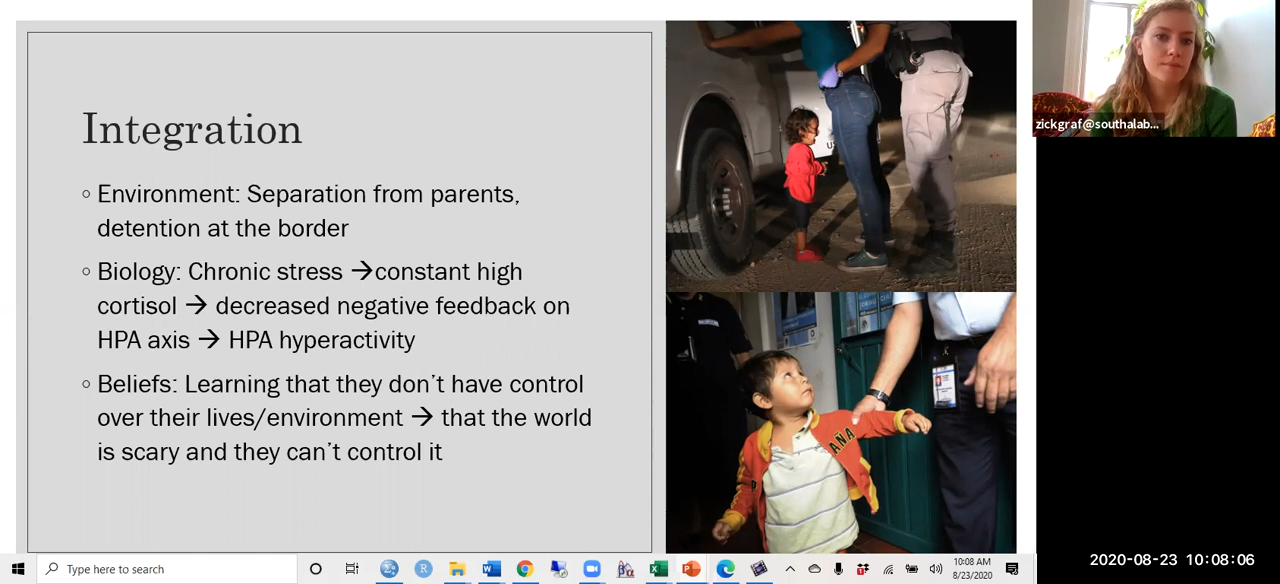 Integration
Environment: Separation from parents,
detention at the border
Biology: Chronic stress →constant high
cortisol → decreased negative feedback on
HPA axis → HPA hyperactivity
Beliefs: Learning that they don't have control
over their lives/environment → that the world
is scary and they can't control it
U
AÑA
zickgraf@southalab...
Type here to search
10:08 AM
8/23/2020
2020-08-23 10:08:06